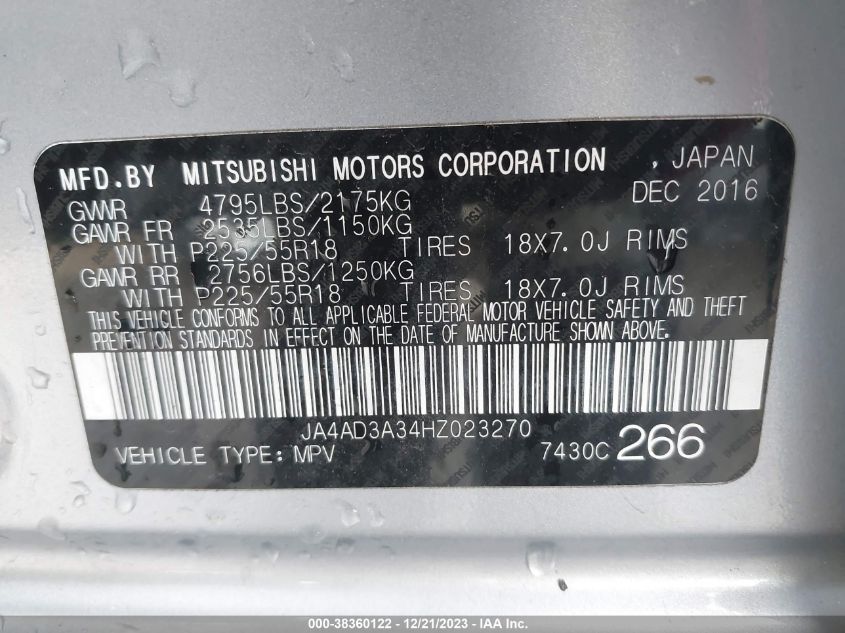 MFD.BY MITSUBISHI MOTORS CORPORATION , JAPAN
GVWR 4795LBS/2175KG DEC 2016
GAWR FR 2535LBS/1150KG
WITH P225/55R18 TIRES 18X7.0J RIMS
GAWR RR 2756LBS/1250KG
WITH P225/55R18 TIRES 18X7.0J RIMS
THIS VEHICLE CONFORMS TO ALL APPLICABLE FEDERAL MOTOR VEHICLE SAFETY AND THEFT
PREVENTION STANDARDS IN EFFECT ON THE DATE OF MANUFACTURE SHOWN ABOVE.
JA4AD3A34HZ023270
VEHICLE TYPE: MPV 7430C 266
000-38360122 - 12/21/2023 - IAA Inc.